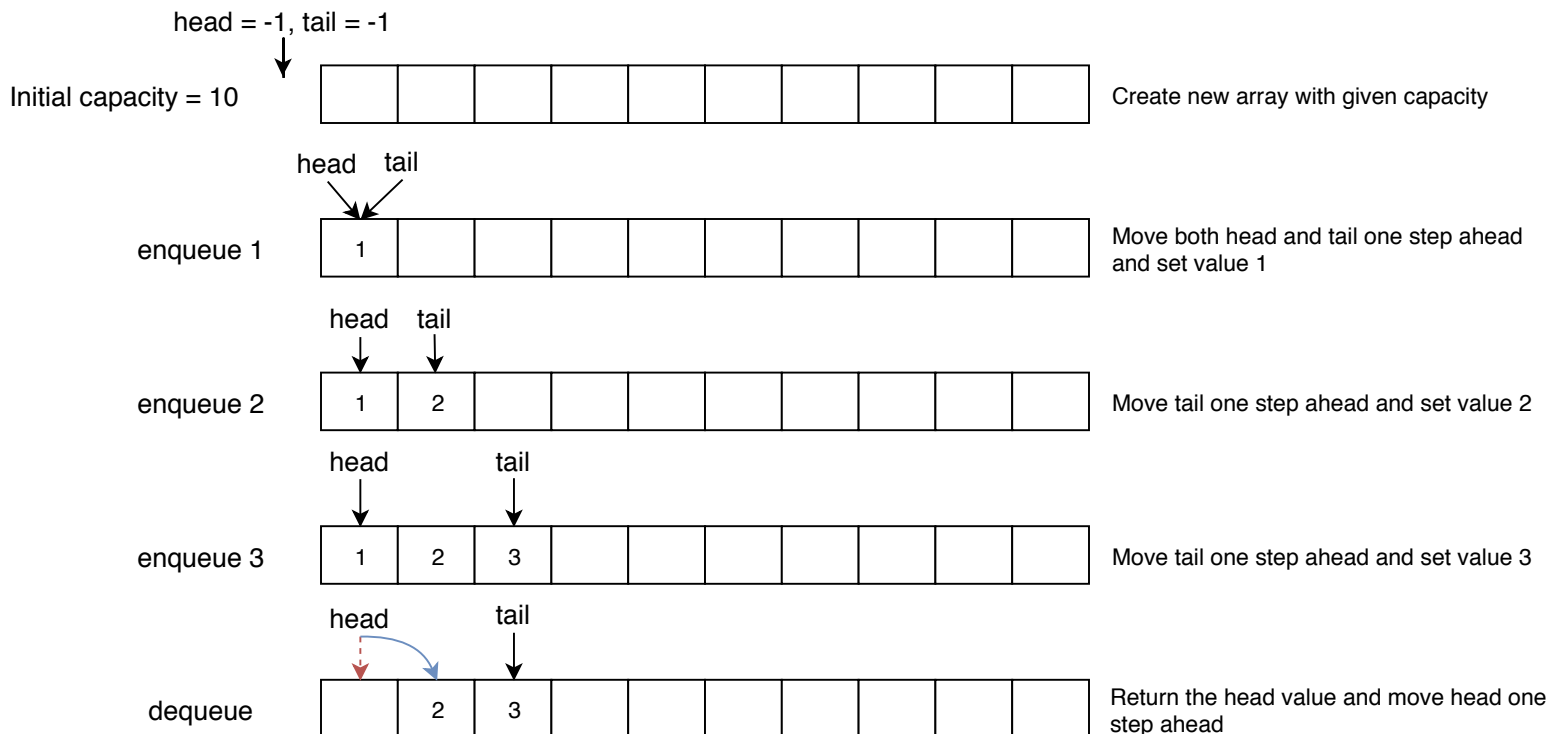 head = -1, tail = -1
Initial capacity = 10
Create new array with given capacity
head tail
enqueue 1
1
Move both head and tail one step ahead
and set value 1
head tail
enqueue 2
1 2
Move tail one step ahead and set value 2
head tail
enqueue 3
1 2 3
Move tail one step ahead and set value 3
head tail
dequeue
2 3
Return the head value and move head one
step ahead